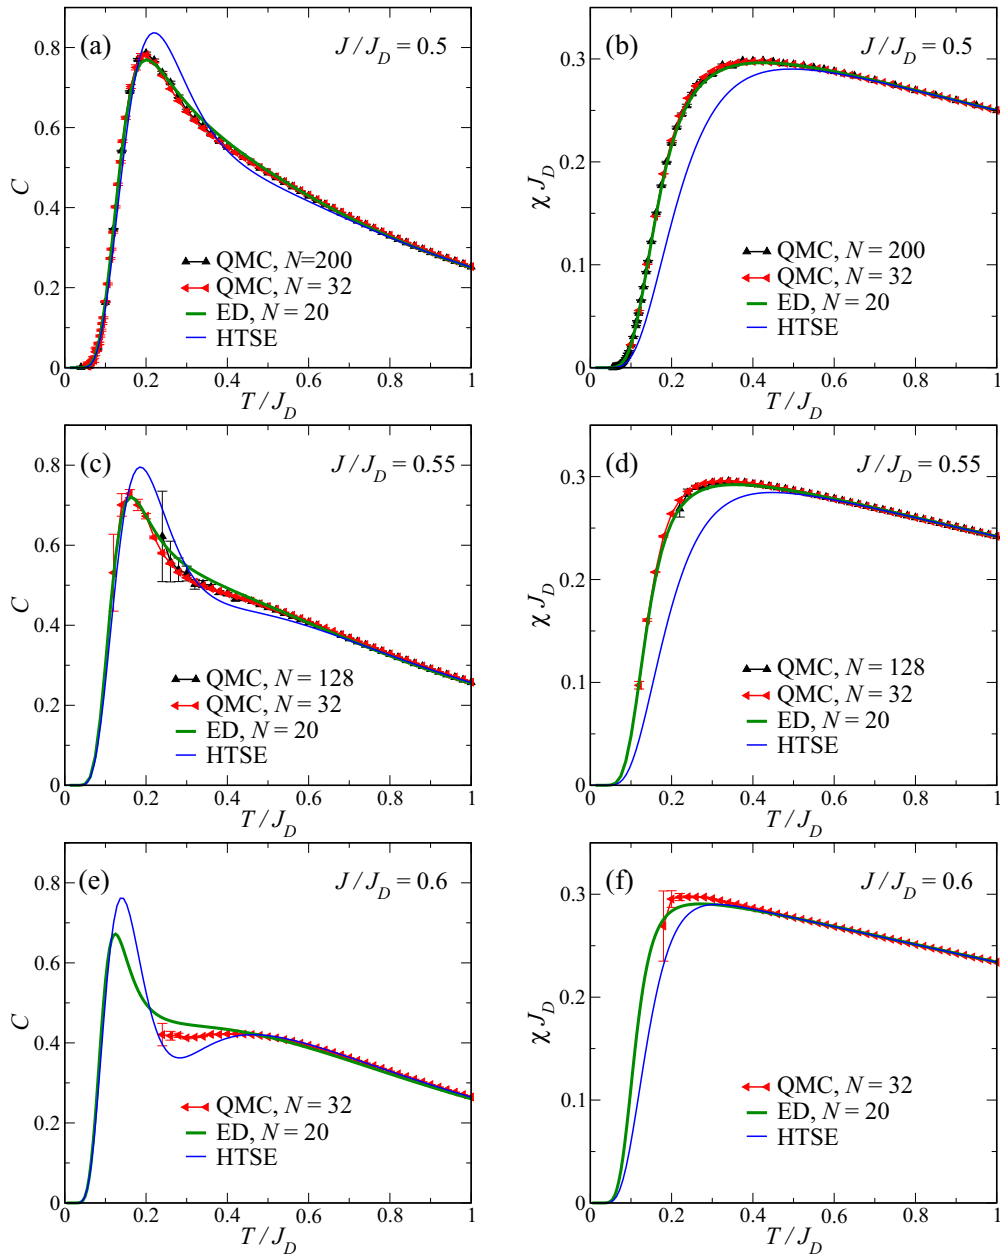 (a)
J/J_D = 0.5
C
0.8
0.6
0.4
0.2
0
QMC, N=200
QMC, N = 32
ED, N = 20
HTSE
0 0.2 0.4 0.6 0.8 1
T/J_D
(b)
J/J_D = 0.5
χ J_D
0.3
0.2
0.1
0
QMC, N = 200
QMC, N = 32
ED, N = 20
HTSE
0 0.2 0.4 0.6 0.8 1
T/J_D
(c)
J/J_D = 0.55
C
0.8
0.6
0.4
0.2
0
QMC, N = 128
QMC, N = 32
ED, N = 20
HTSE
0 0.2 0.4 0.6 0.8 1
T/J_D
(d)
J/J_D = 0.55
χ J_D
0.3
0.2
0.1
0
QMC, N = 128
QMC, N = 32
ED, N = 20
HTSE
0 0.2 0.4 0.6 0.8 1
T/J_D
(e)
J/J_D = 0.6
C
0.8
0.6
0.4
0.2
0
QMC, N = 32
ED, N = 20
HTSE
0 0.2 0.4 0.6 0.8 1
T/J_D
(f)
J/J_D = 0.6
χ J_D
0.3
0.2
0.1
0
QMC, N = 32
ED, N = 20
HTSE
0 0.2 0.4 0.6 0.8 1
T/J_D